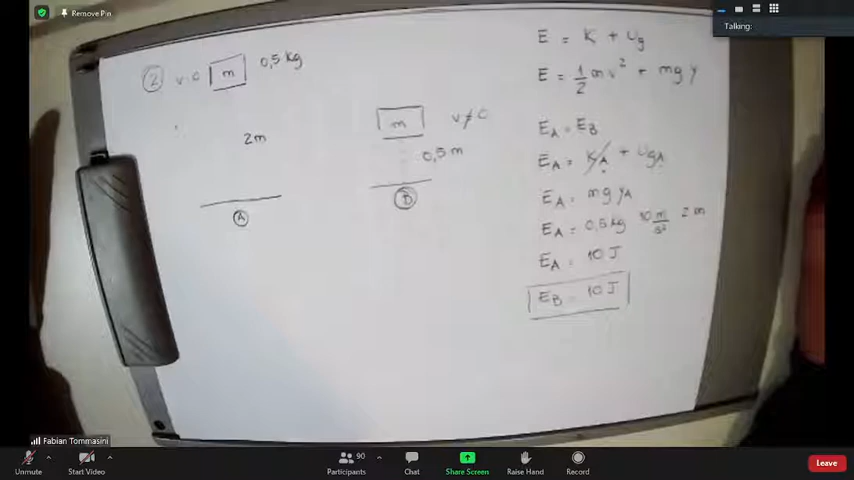 Remove Pin
Talking:
② v=0 m 0,5 kg
2m
Ⓐ
m v≠0
0,5 m
Ⓑ
E = K + Ug
E = 1/2 m v² + m g y
EA = EB
EA = KA + UgA
EA = m g yA
EA = 0,5 kg 10 m/s² 2 m
EA = 10 J
EB = 10 J
Fabian Tommasini
Unmute
Start Video
90
Participants
Chat
Share Screen
Raise Hand
Record
Leave